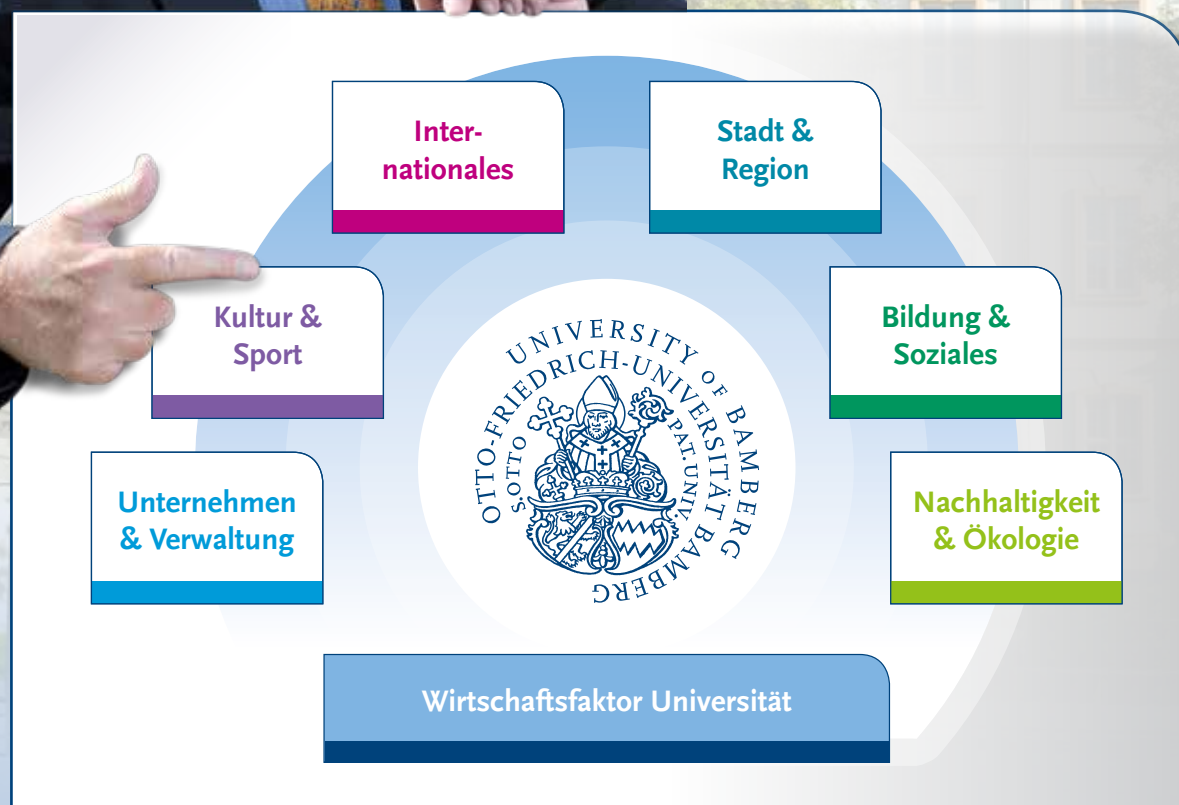 Inter-
nationales
Stadt &
Region
Kultur &
Sport
Bildung &
Soziales
Unternehmen
& Verwaltung
Nachhaltigkeit
& Ökologie
UNIVERSITY OF BAMBERG
OTTO-FRIEDRICH-UNIVERSITÄT BAMBERG
S. OTTO
PAT. UNIV.
Wirtschaftsfaktor Universität